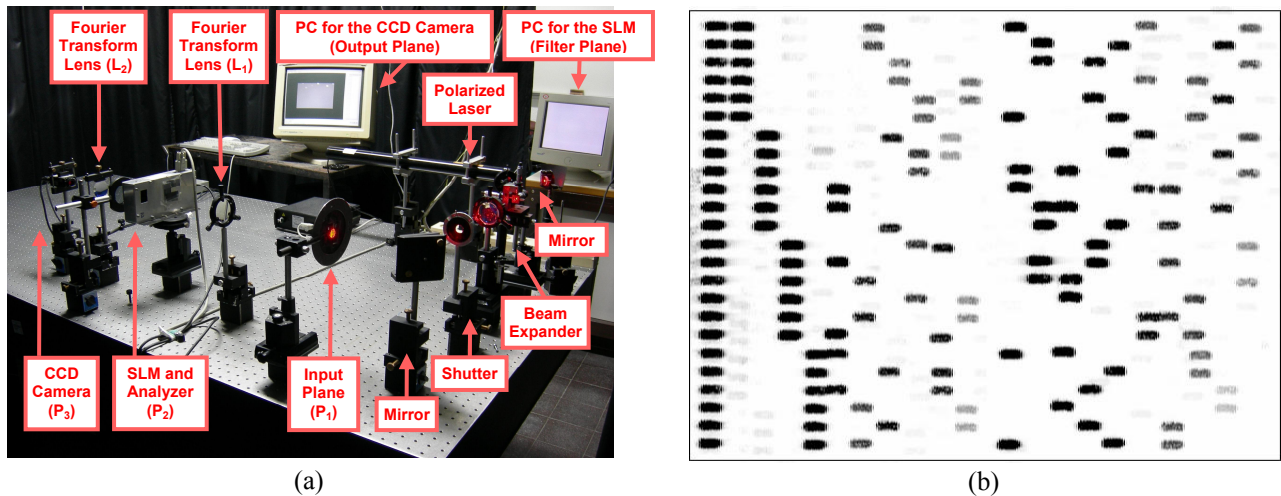 Fourier
Transform
Lens (L₂)
Fourier
Transform
Lens (L₁)
PC for the CCD Camera
(Output Plane)
PC for the SLM
(Filter Plane)
Polarized
Laser
Mirror
Beam
Expander
Shutter
Mirror
Input
Plane
(P₁)
SLM and
Analyzer
(P₂)
CCD
Camera
(P₃)
(a)
(b)